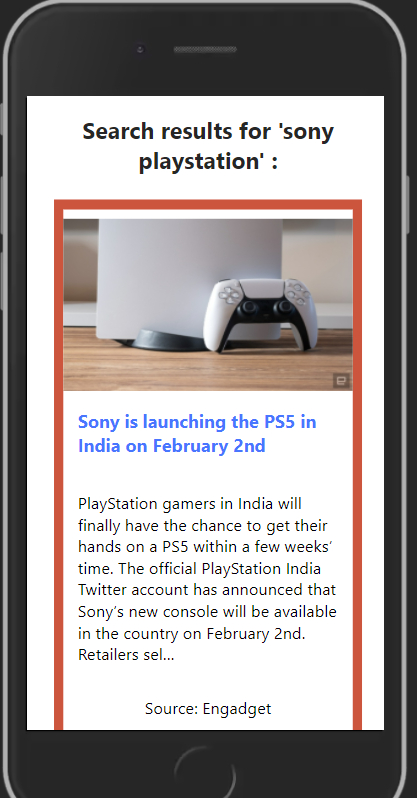 Search results for 'sony
playstation' :
Sony is launching the PS5 in
India on February 2nd
PlayStation gamers in India will
finally have the chance to get their
hands on a PS5 within a few weeks’
time. The official PlayStation India
Twitter account has announced that
Sony’s new console will be available
in the country on February 2nd.
Retailers sel...
Source: Engadget